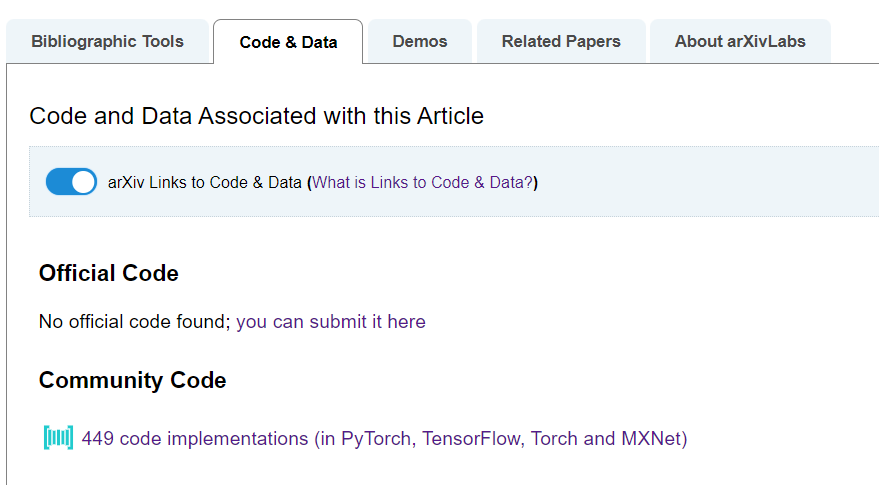 Bibliographic Tools
Code & Data
Demos
Related Papers
About arXivLabs
Code and Data Associated with this Article
arXiv Links to Code & Data (What is Links to Code & Data?)
Official Code
No official code found; you can submit it here
Community Code
449 code implementations (in PyTorch, TensorFlow, Torch and MXNet)